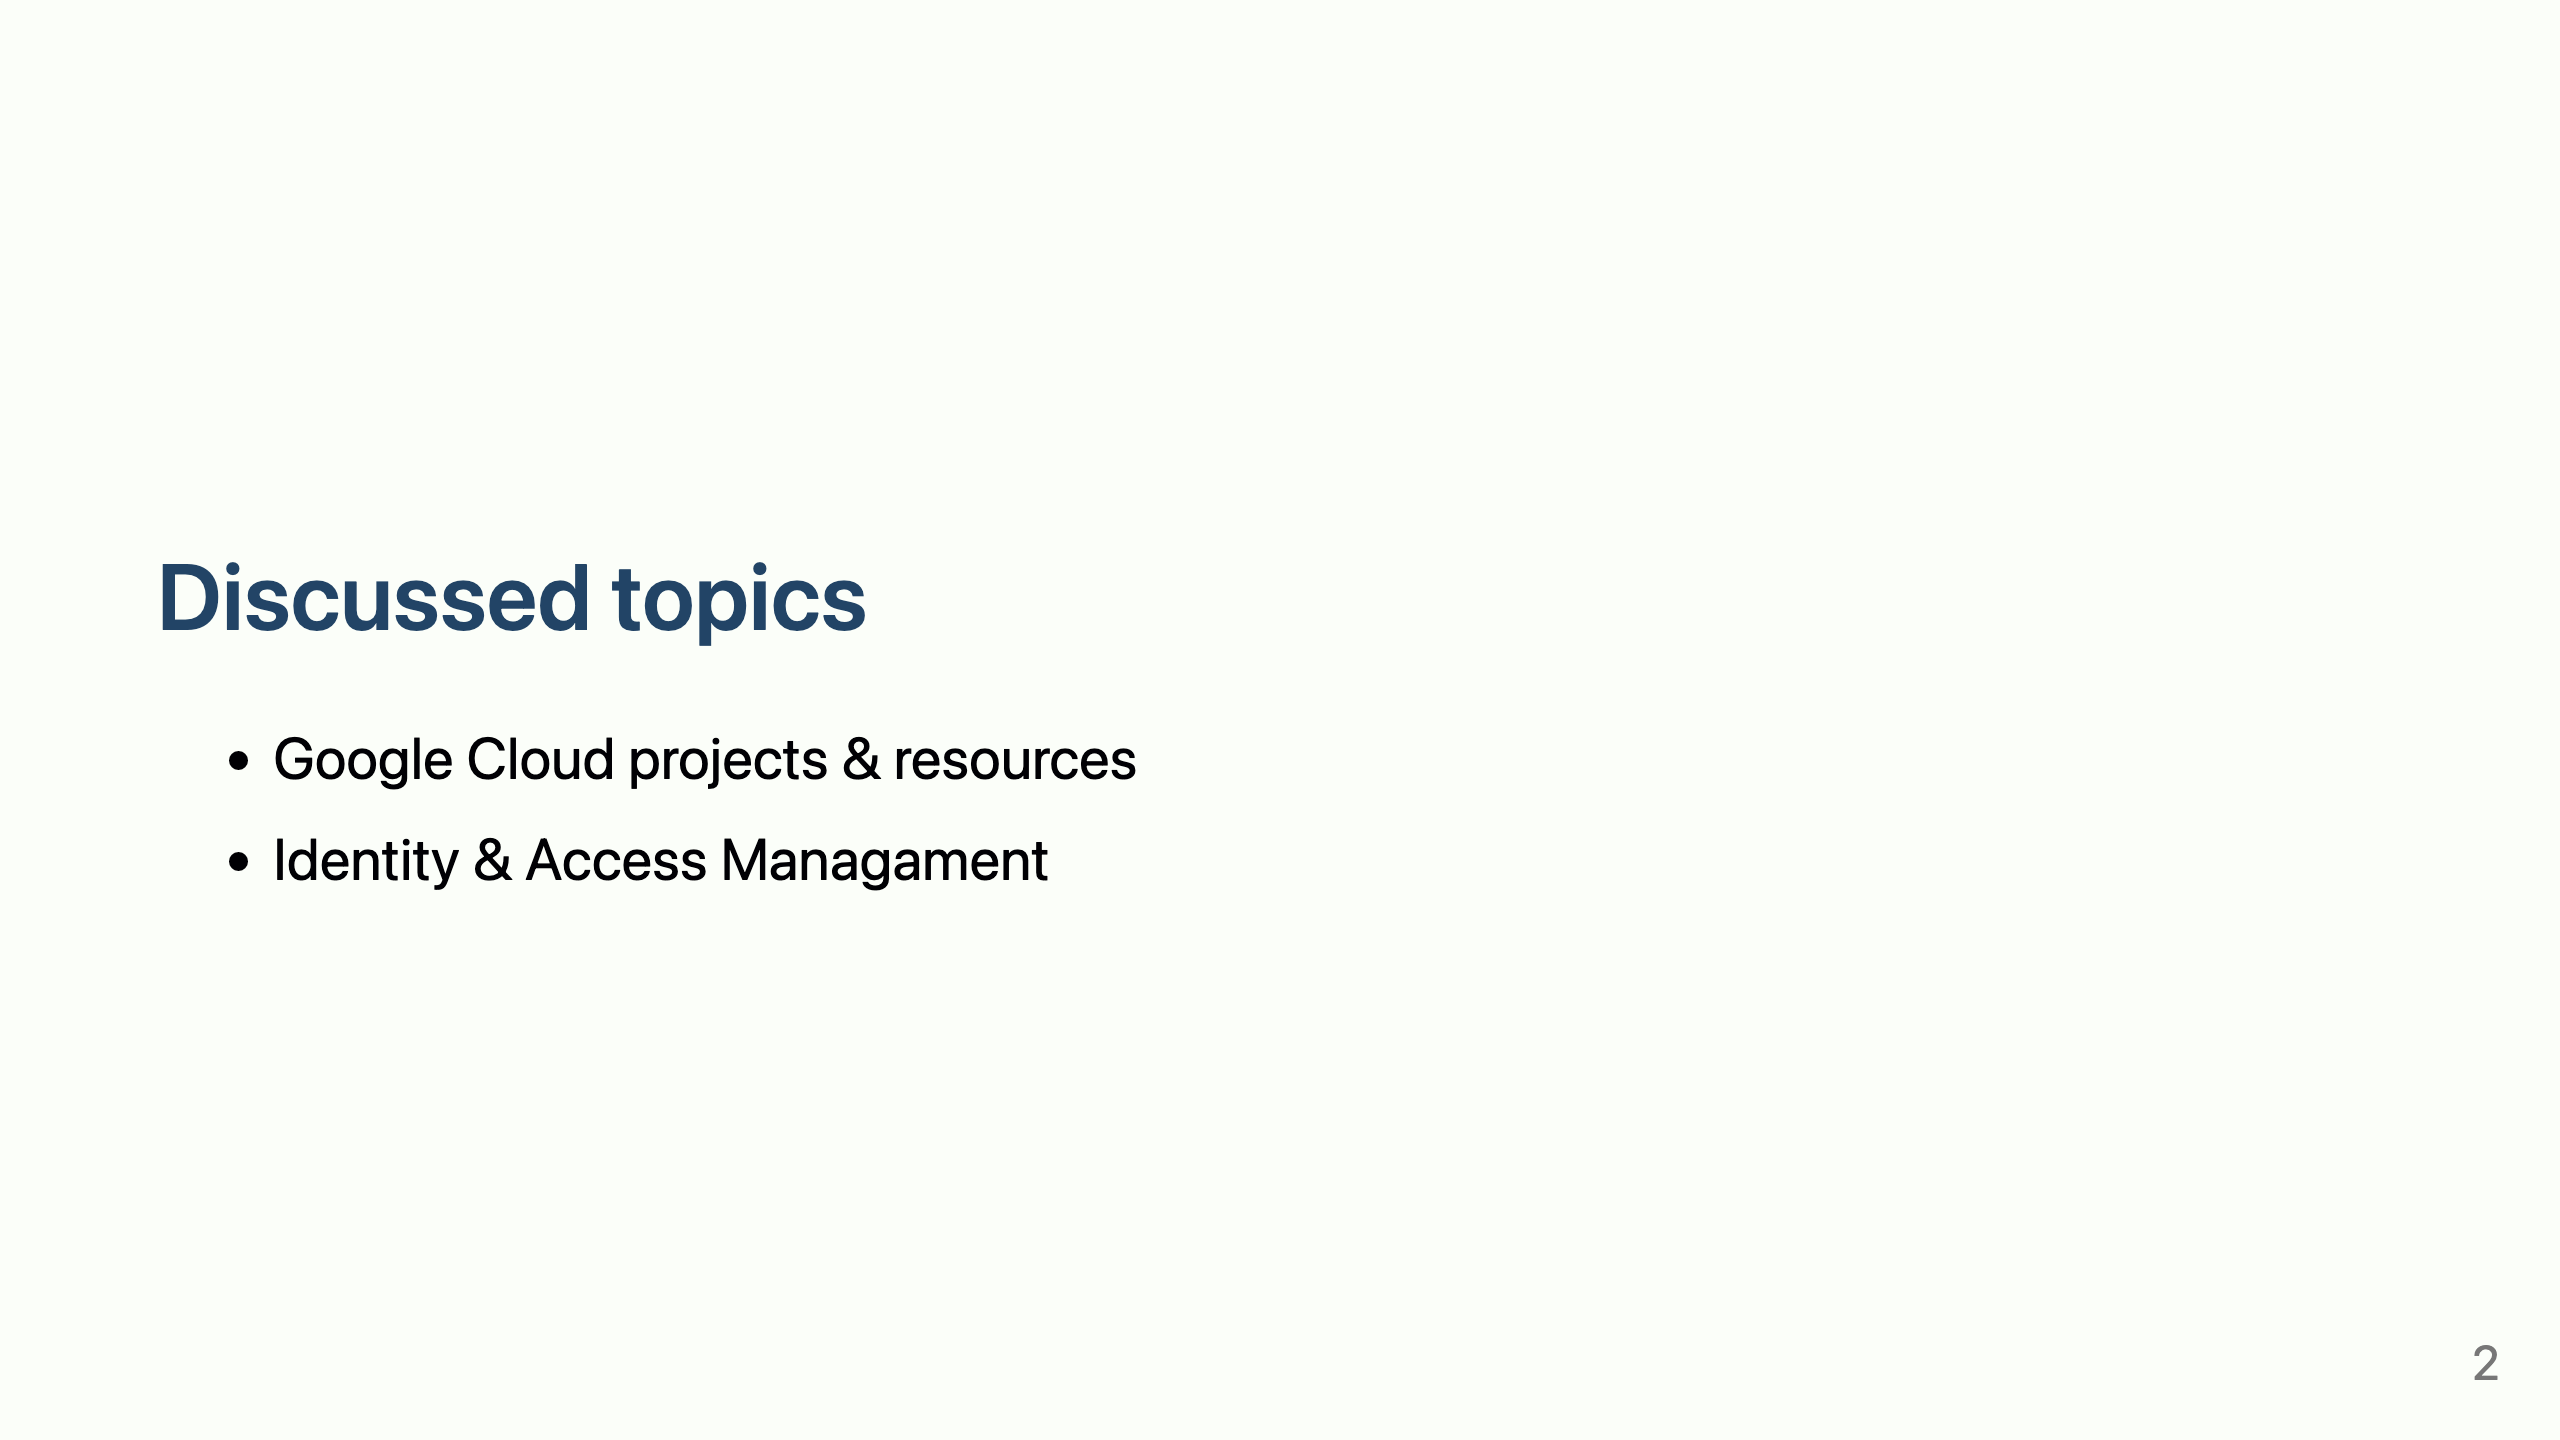 Discussed topics
• Google Cloud projects & resources
• Identity & Access Managament
2